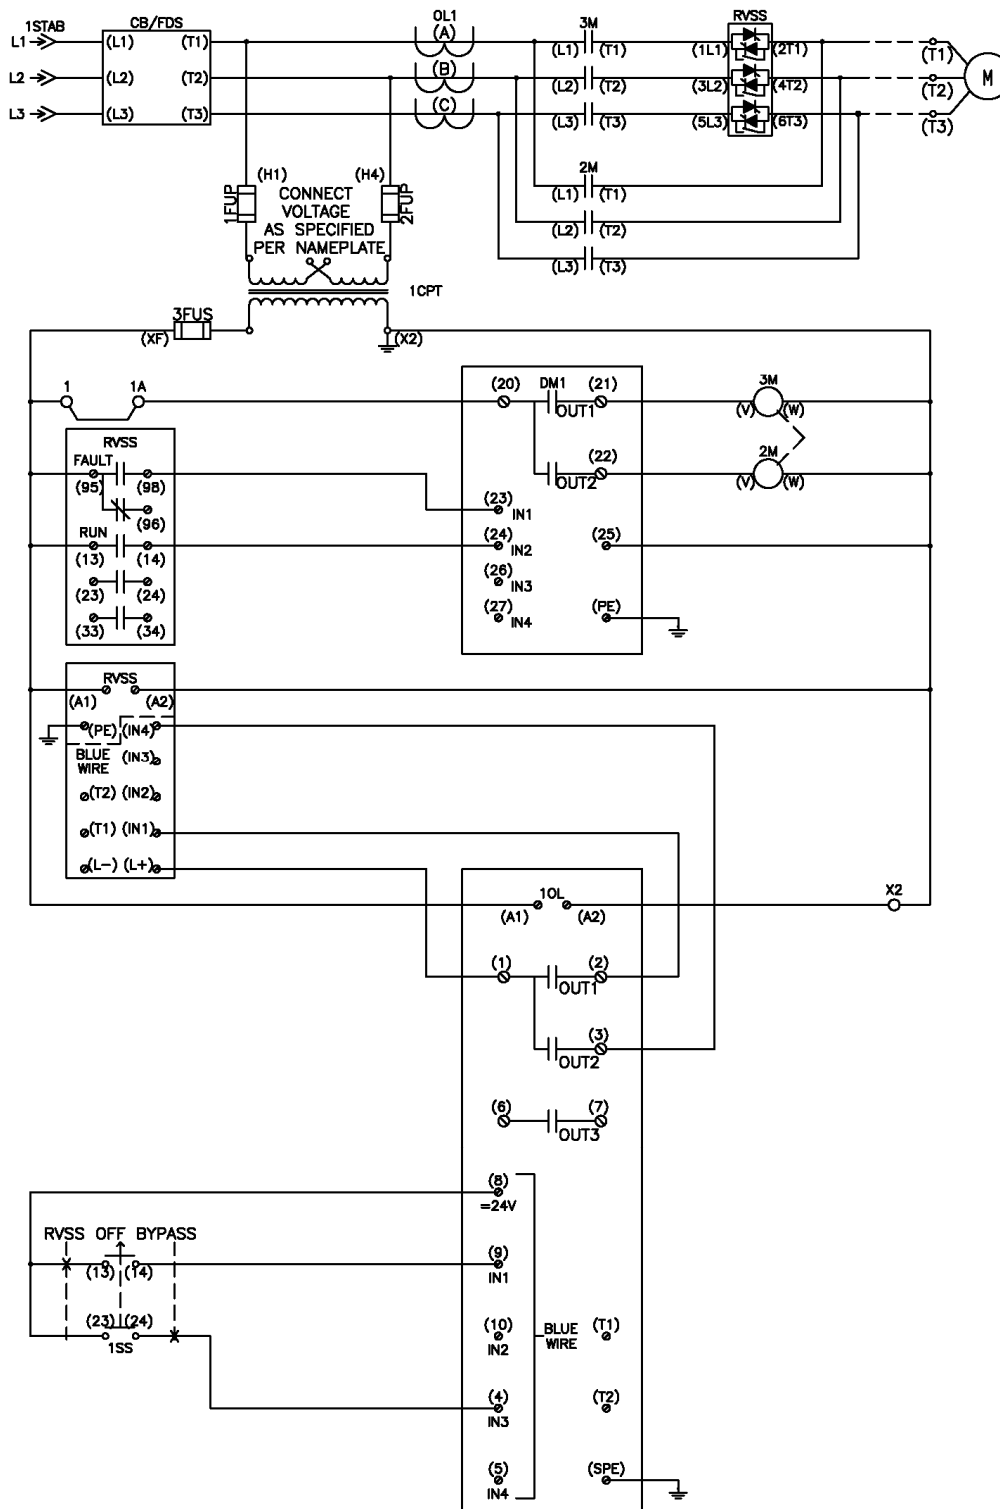 1STAB CB/FDS OL1 3M RVSS
L1 (L1) (T1) (A) (L1) (T1) (1L1) (2T1) (T1)
L2 (L2) (T2) (B) (L2) (T2) (3L2) (4T2) (T2) M
L3 (L3) (T3) (C) (L3) (T3) (5L3) (6T3) (T3)
(H1) (H4) 2M
1FUP CONNECT 2FUP (L1) (T1)
VOLTAGE
AS SPECIFIED (L2) (T2)
PER NAMEPLATE
(L3) (T3)
1CPT
3FUS
(XF) (X2)
1 1A (20) DM1 (21) 3M
OUT1 (V) (W)
RVSS
FAULT (22) 2M
(95) (98) OUT2 (V) (W)
(23)
(96) IN1
RUN (24) (25)
(13) (14) IN2
(26)
(23) (24) IN3
(27) (PE)
(33) (34) IN4
RVSS
(A1) (A2)
(PE) (IN4)
BLUE (IN3)
WIRE
(T2) (IN2)
(T1) (IN1)
(L-) (L+)
1OL X2
(A1) (A2)
(1) (2)
OUT1
(3)
OUT2
(6) (7)
OUT3
(8)
=24V
RVSS OFF BYPASS
(9)
(13) (14) IN1
(23) (24) (10) BLUE (T1)
1SS IN2 WIRE
(4) (T2)
IN3
(5) (SPE)
IN4